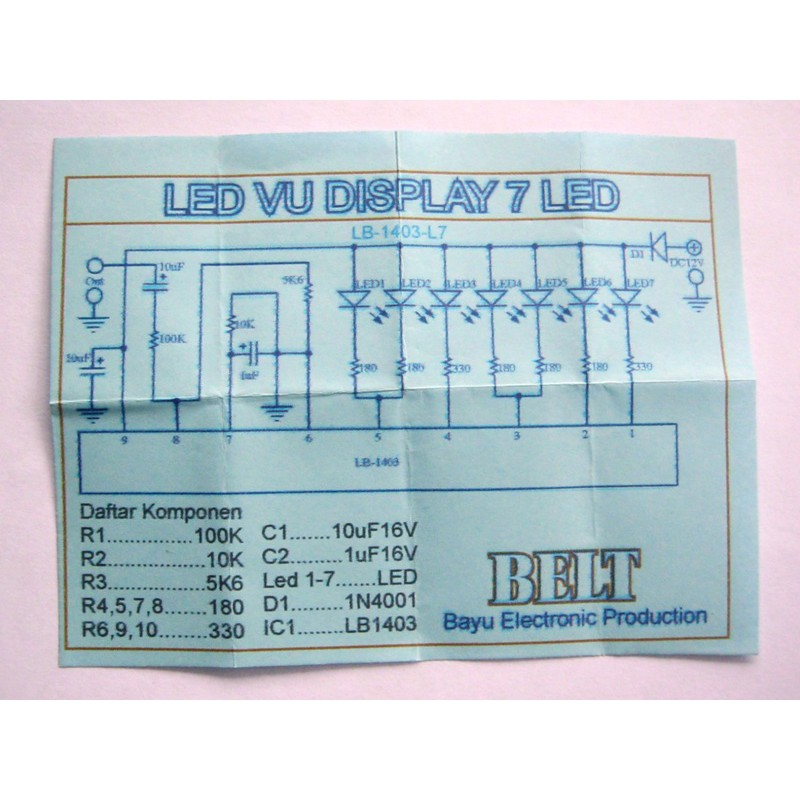 LED VU DISPLAY 7 LED
LB-1403-L7
10uF
Out
100K
10uF
10K
1uF
5K6
LED1 LED2 LED3 LED4 LED5 LED6 LED7
D1
DC12V
180 180 330 180 180 180 330
9 8 7 6 5 4 3 2 1
LB-1403
Daftar Komponen
R1...............100K
R2.................10K
R3.................5K6
R4,5,7,8.......180
R6,9,10........330
C1.......10uF16V
C2.........1uF16V
Led 1-7.......LED
D1.........1N4001
IC1........LB1403
BELT
Bayu Electronic Production